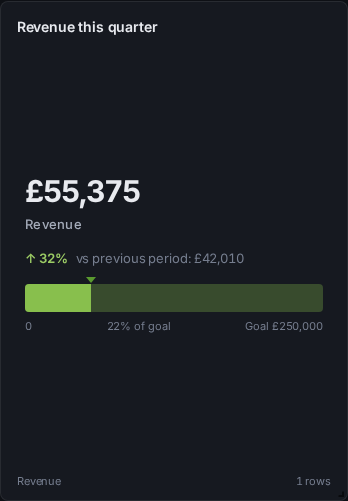 Revenue this quarter
£55,375
Revenue
↑ 32% vs previous period: £42,010
0 22% of goal Goal £250,000
Revenue 1 rows